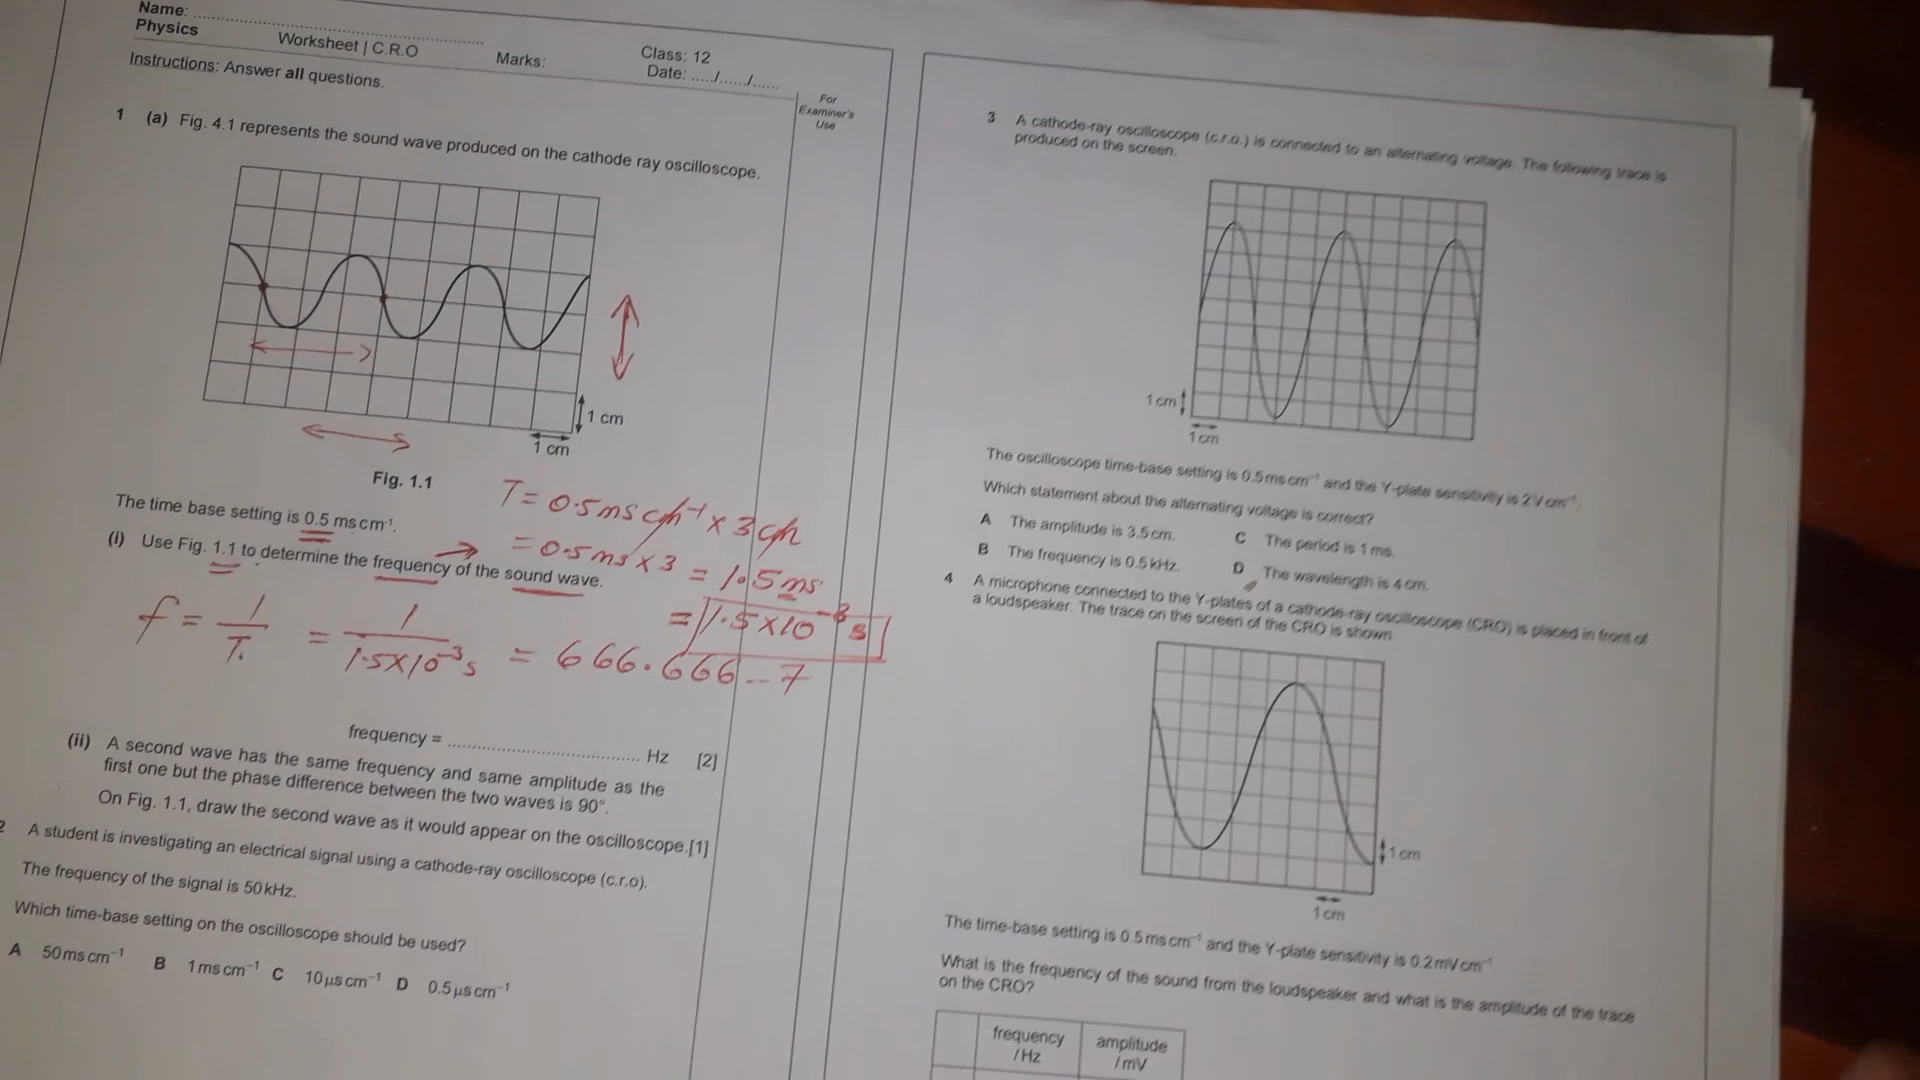 Name: ........................................
Physics
Worksheet | C.R.O
Marks:
Class: 12
Date: ...../....../......
Instructions: Answer all questions.
For
Examiner's
Use
1 (a) Fig. 4.1 represents the sound wave produced on the cathode ray oscilloscope.
1 cm
1 cm
Fig. 1.1
The time base setting is 0.5 ms cm⁻¹.
T = 0.5ms cm⁻¹ × 3 cm
= 0.5 ms × 3 = 1.5 ms
= 1.5 × 10⁻³ s
(i) Use Fig. 1.1 to determine the frequency of the sound wave.
f = 1/T = 1/1.5×10⁻³ s = 666.666...7
frequency = ........................................ Hz [2]
(ii) A second wave has the same frequency and same amplitude as the
first one but the phase difference between the two waves is 90°.
On Fig. 1.1, draw the second wave as it would appear on the oscilloscope.[1]
2 A student is investigating an electrical signal using a cathode-ray oscilloscope (c.r.o).
The frequency of the signal is 50 kHz.
Which time-base setting on the oscilloscope should be used?
A 50 ms cm⁻¹ B 1 ms cm⁻¹ C 10 µs cm⁻¹ D 0.5 µs cm⁻¹
3 A cathode-ray oscilloscope (c.r.o.) is connected to an alternating voltage. The following trace is
produced on the screen.
1 cm
1 cm
The oscilloscope time-base setting is 0.5 ms cm⁻¹ and the Y-plate sensitivity is 2 V cm⁻¹.
Which statement about the alternating voltage is correct?
A The amplitude is 3.5 cm. C The period is 1 ms.
B The frequency is 0.5 kHz. D The wavelength is 4 cm.
4 A microphone connected to the Y-plates of a cathode-ray oscilloscope (CRO) is placed in front of
a loudspeaker. The trace on the screen of the CRO is shown.
1 cm
1 cm
The time-base setting is 0.5 ms cm⁻¹ and the Y-plate sensitivity is 0.2 mV cm⁻¹
What is the frequency of the sound from the loudspeaker and what is the amplitude of the trace
on the CRO?
frequency amplitude
/ Hz / mV